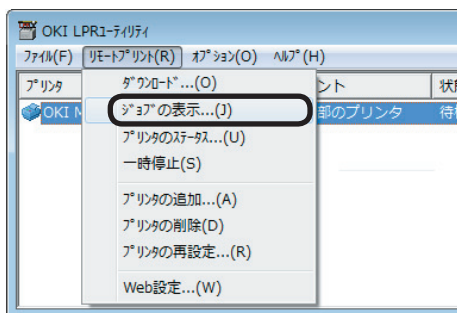 OKI LPRﾕｰﾃｨﾘﾃｨ
ﾌｧｲﾙ(F) ﾘﾓｰﾄﾌﾟﾘﾝﾄ(R) ｵﾌﾟｼｮﾝ(O) ﾍﾙﾌﾟ(H)
ﾌﾟﾘﾝﾀ ﾝﾄ
OKI 部のプリンタ 待
ﾀﾞｳﾝﾛｰﾄﾞ...(O)
ｼﾞｮﾌﾞの表示...(J)
ﾌﾟﾘﾝﾀのｽﾃｰﾀｽ...(U)
一時停止(S)
ﾌﾟﾘﾝﾀの追加...(A)
ﾌﾟﾘﾝﾀの削除(D)
ﾌﾟﾘﾝﾀの再設定...(R)
Web設定...(W)